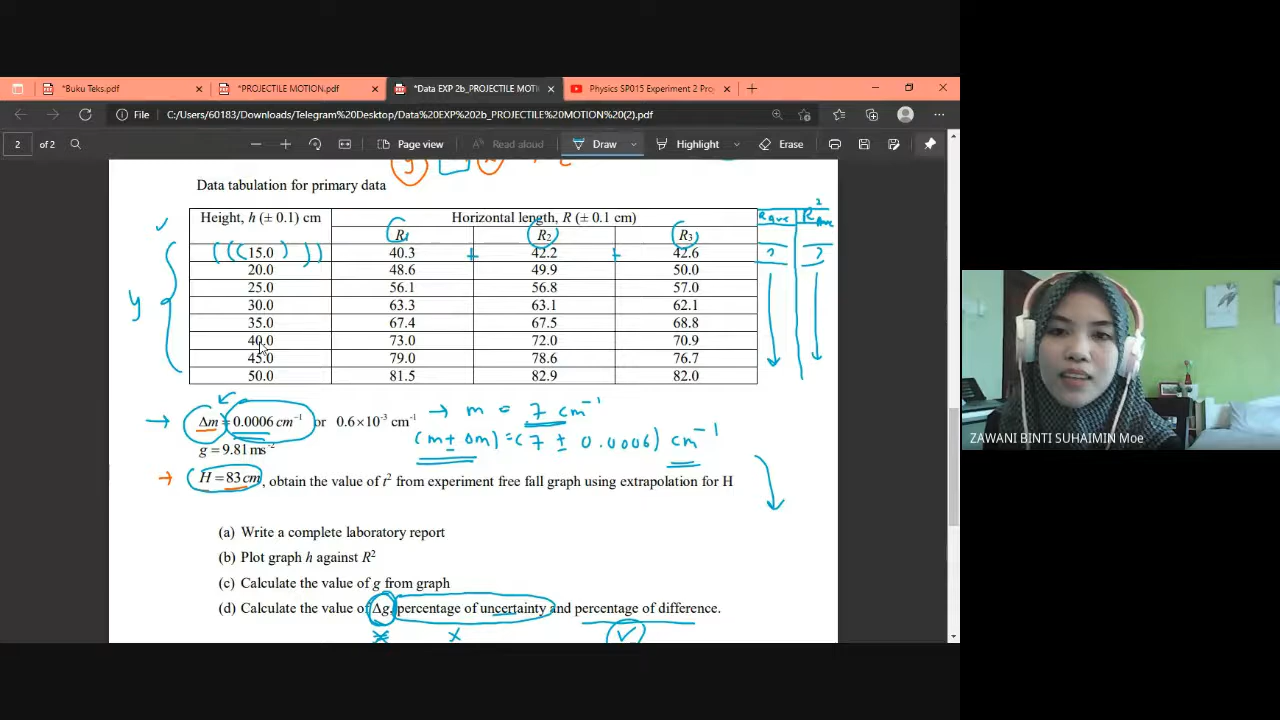 *Buku Teks.pdf
*PROJECTILE MOTION.pdf
*Data EXP 2b_PROJECTILE MOTI
Physics SP015 Experiment 2 Pro
File C:/Users/60183/Downloads/Telegram%20Desktop/Data%20EXP%202b_PROJECTILE%20MOTION%20(2).pdf
2 of 2 Page view Read aloud Draw Highlight Erase
y x c
Data tabulation for primary data
Height, h (± 0.1) cm Horizontal length, R (± 0.1 cm) Rave R²ave
R1 R2 R3
(((15.0))) 40.3 + 42.2 + 42.6 ? ?
20.0 48.6 49.9 50.0
25.0 56.1 56.8 57.0
y 30.0 63.3 63.1 62.1
35.0 67.4 67.5 68.8
40.0 73.0 72.0 70.9
45.0 79.0 78.6 76.7
50.0 81.5 82.9 82.0
→ Δm = 0.0006 cm⁻¹ or 0.6×10⁻³ cm⁻¹ → m = 7 cm⁻¹
(m ± Δm) = (7 ± 0.0006) cm⁻¹
g = 9.81 ms⁻²
→ H = 83 cm, obtain the value of t² from experiment free fall graph using extrapolation for H
(a) Write a complete laboratory report
(b) Plot graph h against R²
(c) Calculate the value of g from graph
(d) Calculate the value of Δg, percentage of uncertainty and percentage of difference.
x x ✓
ZAWANI BINTI SUHAIMIN Moe